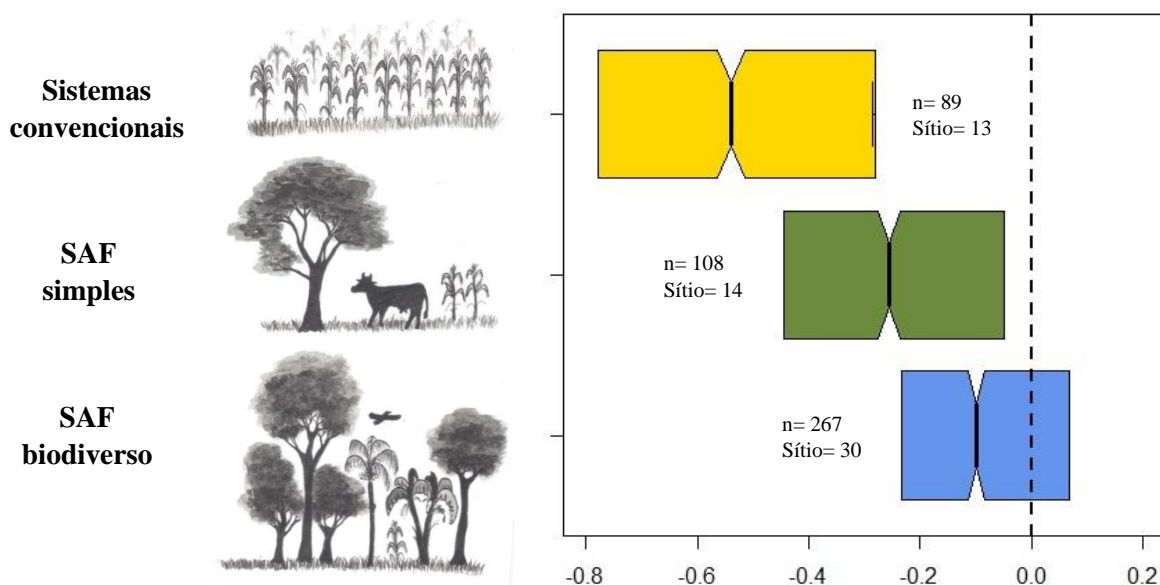 Sistemas
convencionais
n= 89
Sítio= 13
SAF
simples
n= 108
Sítio= 14
SAF
biodiverso
n= 267
Sítio= 30
-0.8
-0.6
-0.4
-0.2
0.0
0.2